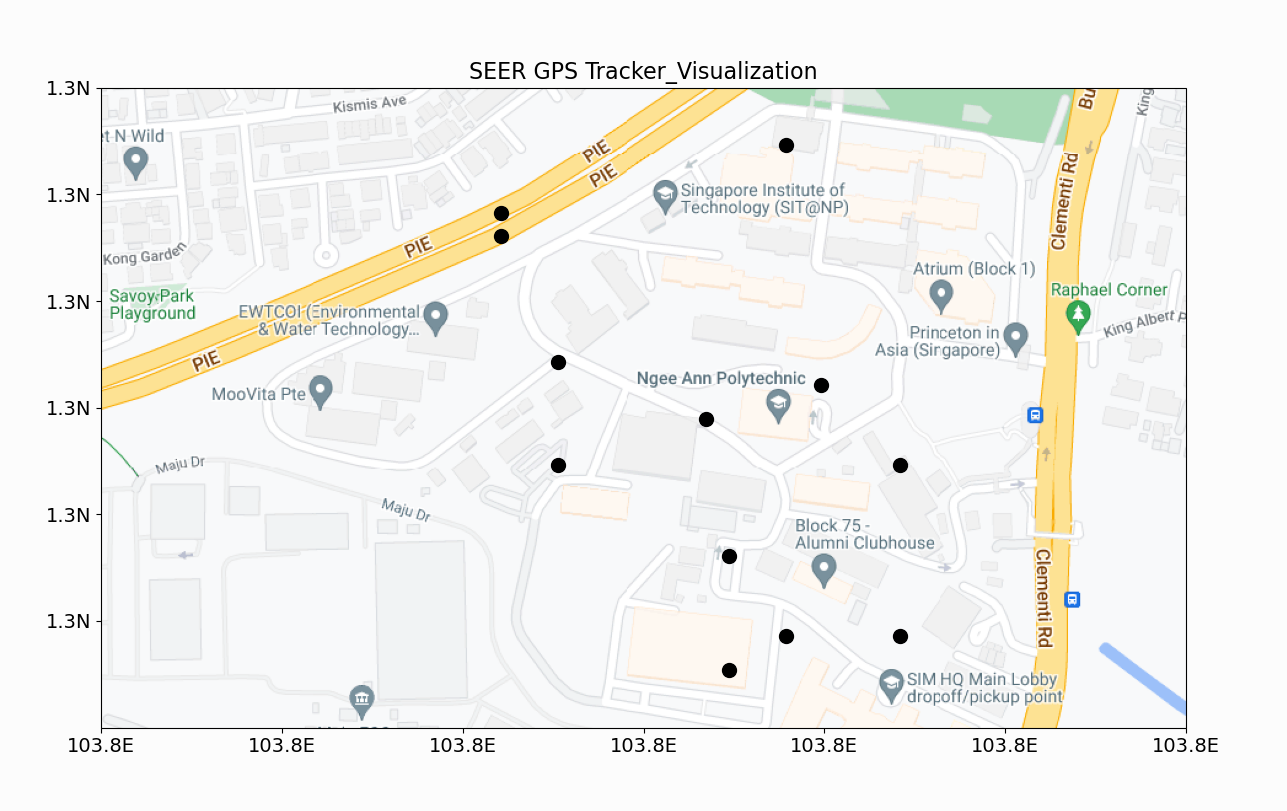 SEER GPS Tracker_Visualization
1.3N
1.3N
1.3N
1.3N
1.3N
1.3N
103.8E
103.8E
103.8E
103.8E
103.8E
103.8E
103.8E
Kismis Ave
et N Wild
PIE
PIE
PIE
PIE
Kong Garden
Savoy Park
Playground
EWTCOI (Environmental
& Water Technology...
MooVita Pte
Maju Dr
Maju Dr
Singapore Institute of
Technology (SIT@NP)
Atrium (Block 1)
Princeton in
Asia (Singapore)
Raphael Corner
King Albert P
King
Bu
Clementi Rd
Clementi Rd
Ngee Ann Polytechnic
Block 75 -
Alumni Clubhouse
SIM HQ Main Lobby
dropoff/pickup point